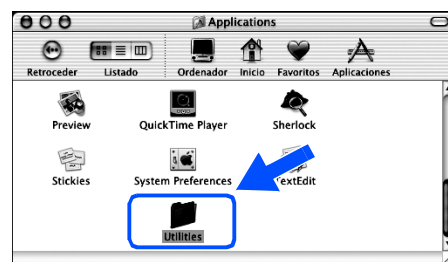 Applications
Retroceder Listado Ordenador Inicio Favoritos Aplicaciones
Preview QuickTime Player Sherlock
Stickies System Preferences TextEdit
Utilities